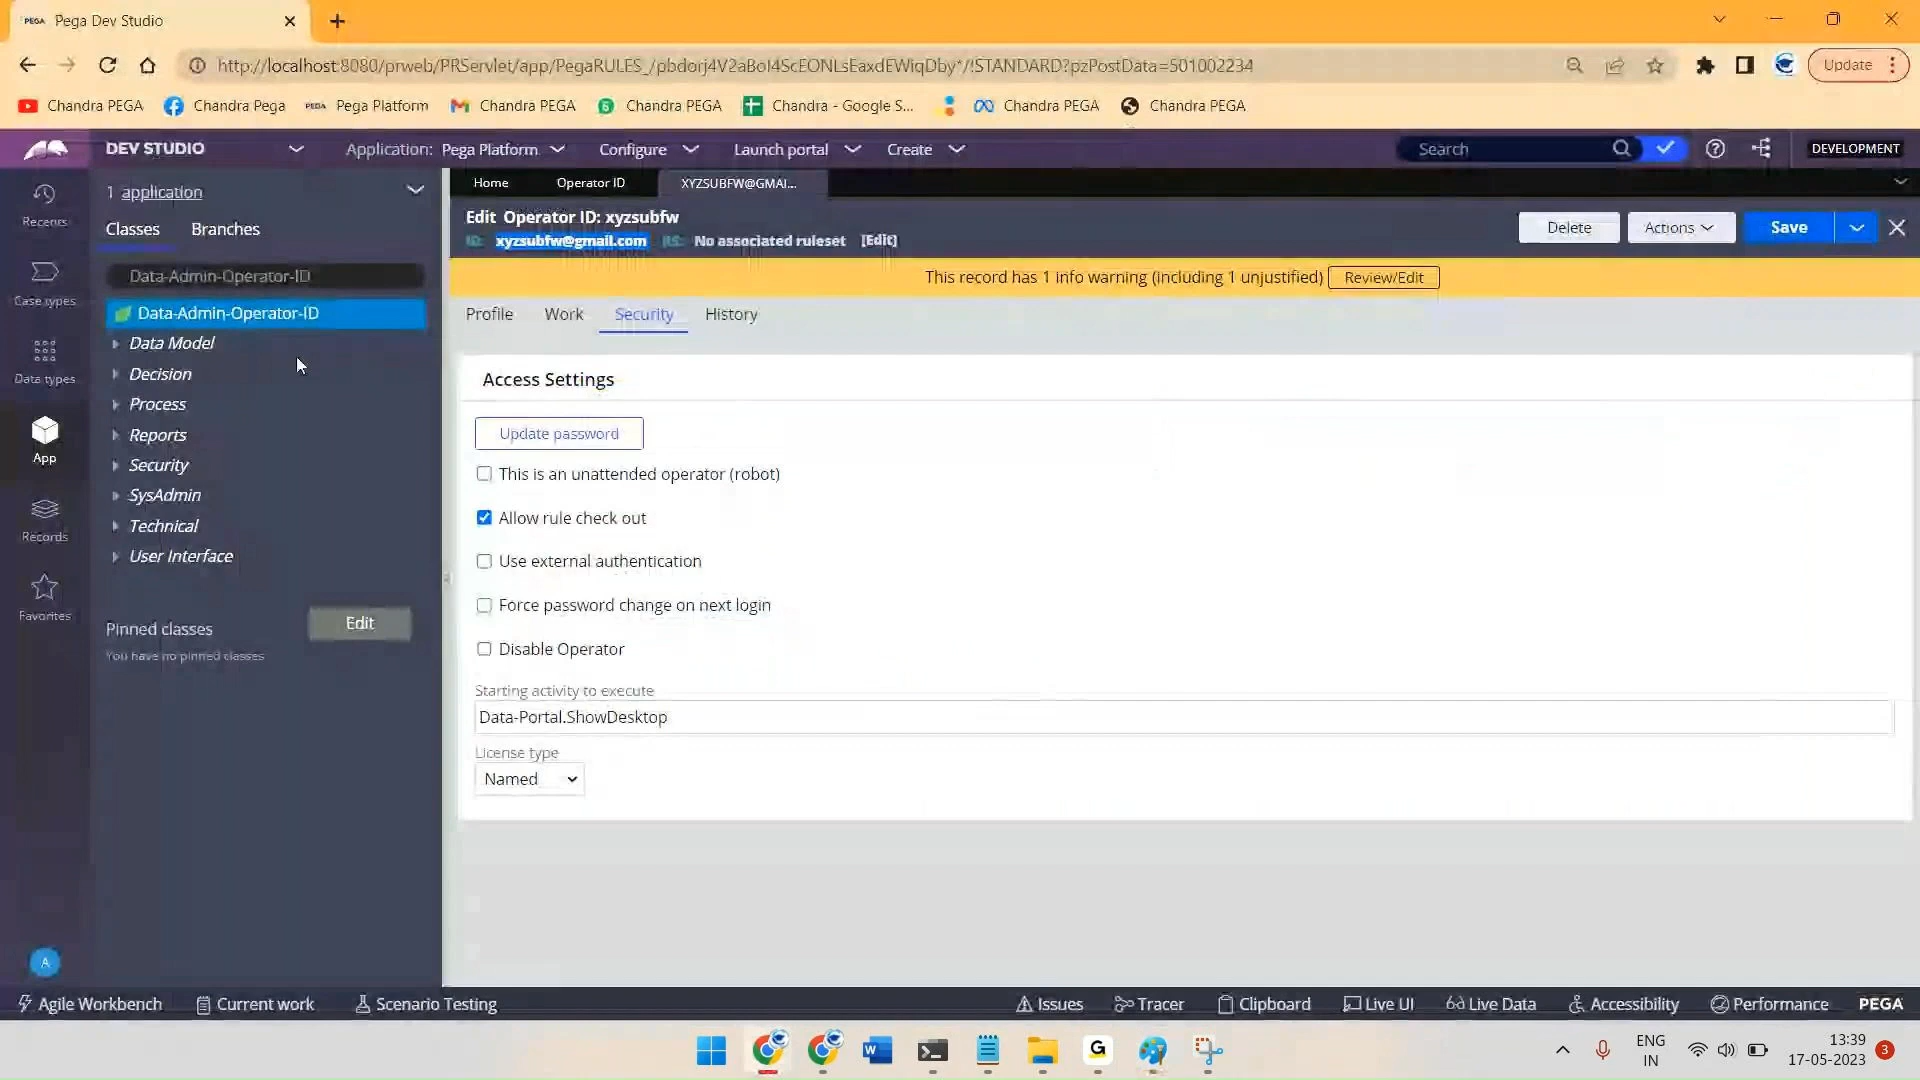 PEGA Pega Dev Studio
http://localhost:8080/prweb/PRServlet/app/PegaRULES_/pbdorj4V2aBoI4ScEONLsEaxdEWiqDby*/!STANDARD?pzPostData=501002234
Update
Chandra PEGA
Chandra Pega
PEGA Pega Platform
Chandra PEGA
Chandra PEGA
Chandra - Google S...
Chandra PEGA
Chandra PEGA
DEV STUDIO
Application: Pega Platform
Configure
Launch portal
Create
Search
DEVELOPMENT
Recents
Case types
Data types
App
Records
Favorites
A
1 application
Classes
Branches
Data-Admin-Operator-ID
Data-Admin-Operator-ID
Data Model
Decision
Process
Reports
Security
SysAdmin
Technical
User Interface
Pinned classes
Edit
You have no pinned classes
Home
Operator ID
XYZSUBFW@GMAI...
Edit Operator ID: xyzsubfw
ID: xyzsubfw@gmail.com RS: No associated ruleset [Edit]
Delete
Actions
Save
This record has 1 info warning (including 1 unjustified) Review/Edit
Profile
Work
Security
History
Access Settings
Update password
This is an unattended operator (robot)
Allow rule check out
Use external authentication
Force password change on next login
Disable Operator
Starting activity to execute
Data-Portal.ShowDesktop
License type
Named
Agile Workbench
Current work
Scenario Testing
Issues
Tracer
Clipboard
Live UI
Live Data
Accessibility
Performance
PEGA
W
G
ENG
IN
13:39
17-05-2023
3